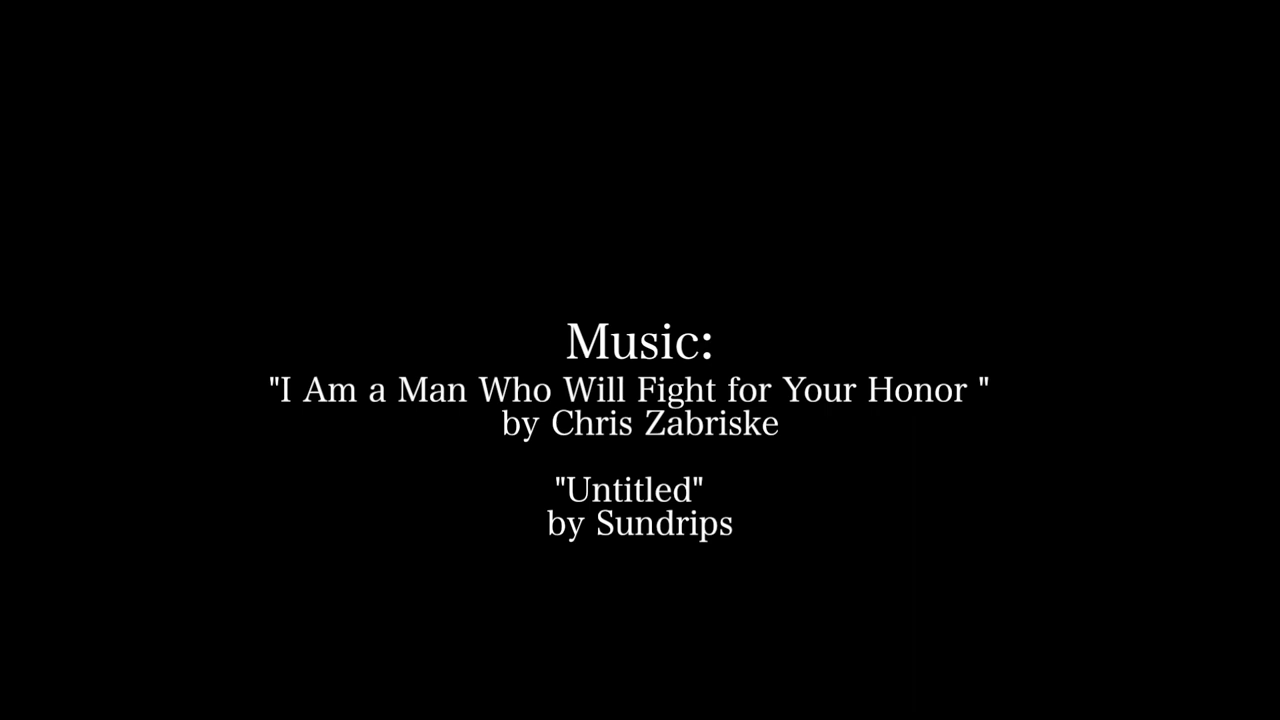 Music:
"I Am a Man Who Will Fight for Your Honor "
by Chris Zabriske
"Untitled"
by Sundrips